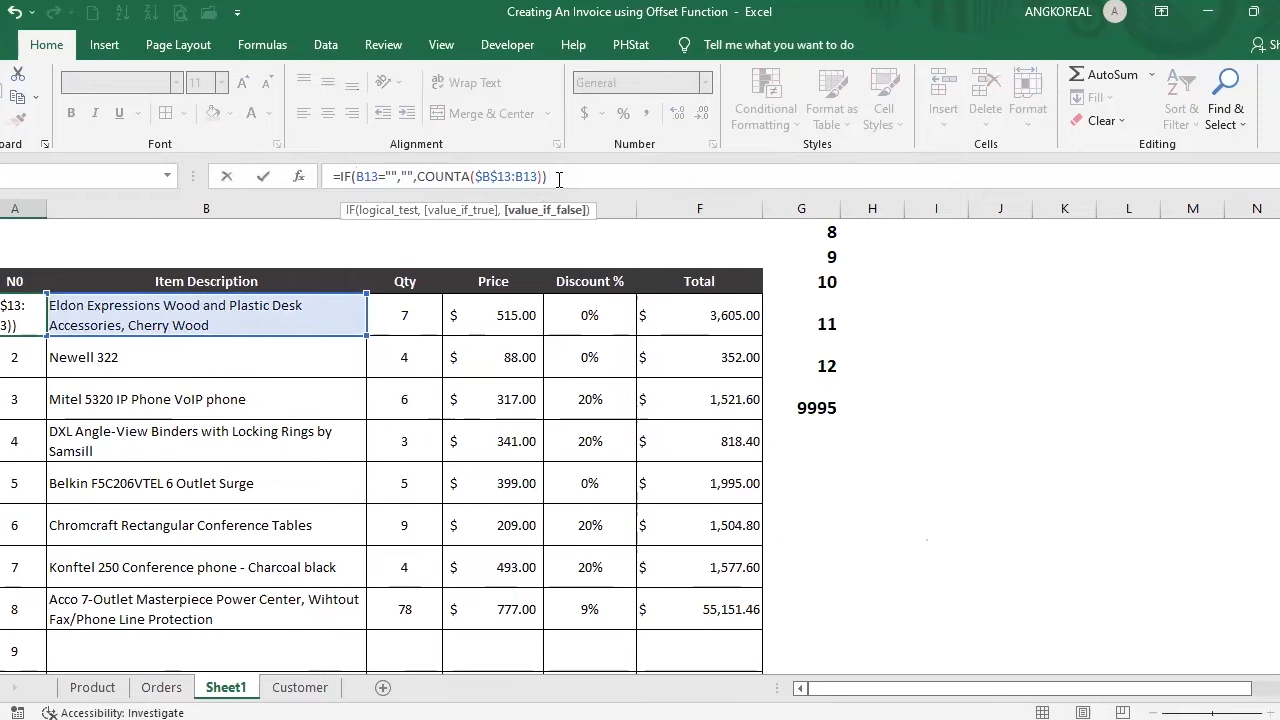 Creating An Invoice using Offset Function - Excel
ANGKOREAL
A
Home
Insert
Page Layout
Formulas
Data
Review
View
Developer
Help
PHStat
Tell me what you want to do
Sh
11
Wrap Text
General
Conditional
Formatting
Format as
Table
Cell
Styles
Insert
Delete
Format
AutoSum
Fill
Clear
Sort &
Filter
Find &
Select
B I U
Merge & Center
$ % ,
oard
Font
Alignment
Number
Styles
Cells
Editing
=IF(B13="","",COUNTA($B$13:B13))
IF(logical_test, [value_if_true], [value_if_false])
A B F G H I J K L M N
8
9
N0 Item Description Qty Price Discount % Total 10
$13:
3)) Eldon Expressions Wood and Plastic Desk
Accessories, Cherry Wood 7 $ 515.00 0% $ 3,605.00 11
2 Newell 322 4 $ 88.00 0% $ 352.00 12
3 Mitel 5320 IP Phone VoIP phone 6 $ 317.00 20% $ 1,521.60 9995
4 DXL Angle-View Binders with Locking Rings by
Samsill 3 $ 341.00 20% $ 818.40
5 Belkin F5C206VTEL 6 Outlet Surge 5 $ 399.00 0% $ 1,995.00
6 Chromcraft Rectangular Conference Tables 9 $ 209.00 20% $ 1,504.80
7 Konftel 250 Conference phone - Charcoal black 4 $ 493.00 20% $ 1,577.60
8 Acco 7-Outlet Masterpiece Power Center, Wihtout
Fax/Phone Line Protection 78 $ 777.00 9% $ 55,151.46
9
Product
Orders
Sheet1
Customer
Accessibility: Investigate